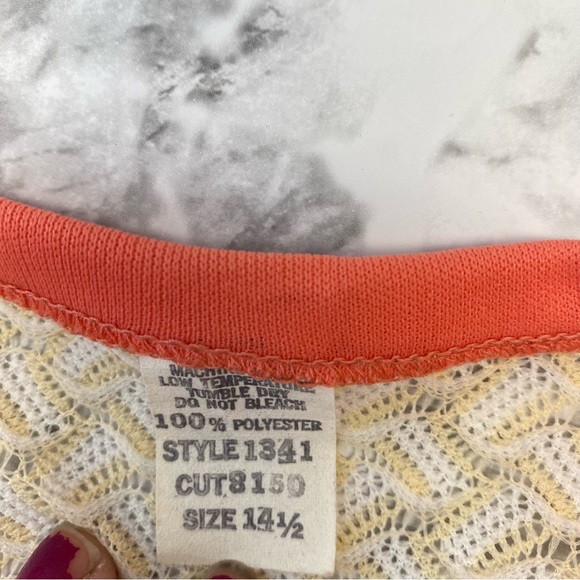 LOW TEMPERATURE
TUMBLE DRY
DO NOT BLEACH
100% POLYESTER
STYLE 1341
CUT 8150
SIZE 14½